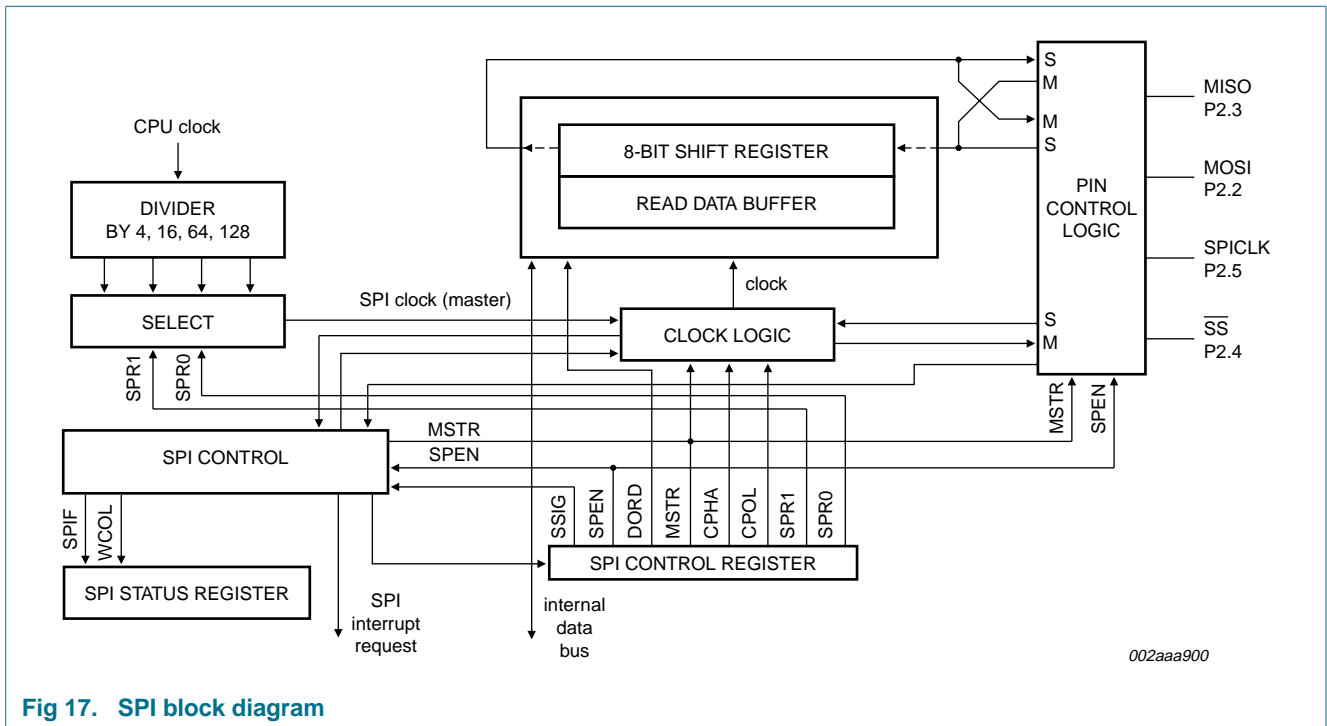 CPU clock
DIVIDER
BY 4, 16, 64, 128
SELECT
SPR1
SPR0
SPI clock (master)
8-BIT SHIFT REGISTER
READ DATA BUFFER
clock
CLOCK LOGIC
S
M
M
S
PIN
CONTROL
LOGIC
S
M
MISO
P2.3
MOSI
P2.2
SPICLK
P2.5
SS
P2.4
MSTR
SPEN
SPI CONTROL
MSTR
SPEN
SPIF
WCOL
SPI STATUS REGISTER
SPI
interrupt
request
SSIG
SPEN
DORD
MSTR
CPHA
CPOL
SPR1
SPR0
SPI CONTROL REGISTER
internal
data
bus
002aaa900
Fig 17. SPI block diagram